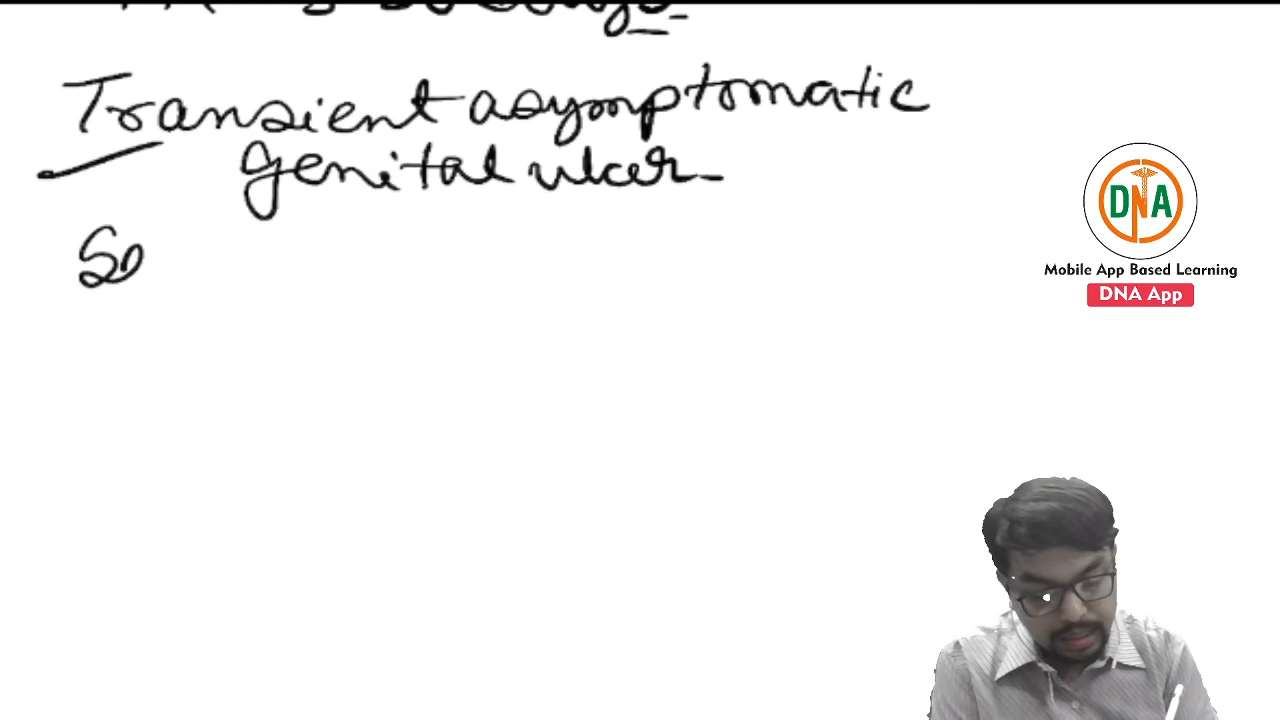 Transient asymptomatic
genital ulcer-
So
DNA
Mobile App Based Learning
DNA App